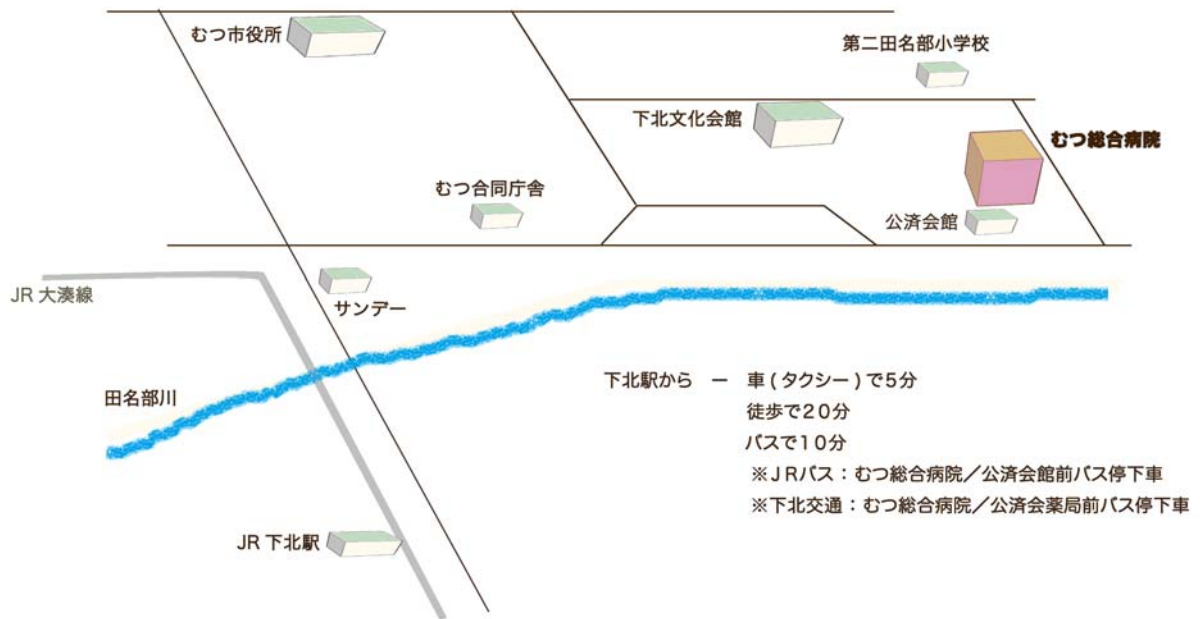 むつ市役所
第二田名部小学校
下北文化会館
むつ総合病院
むつ合同庁舎
公済会館
JR 大湊線
サンデー
田名部川
下北駅から ー 車(タクシー)で5分
徒歩で20分
バスで10分
※JRバス:むつ総合病院/公済会館前バス停下車
※下北交通:むつ総合病院/公済会薬局前バス停下車
JR 下北駅